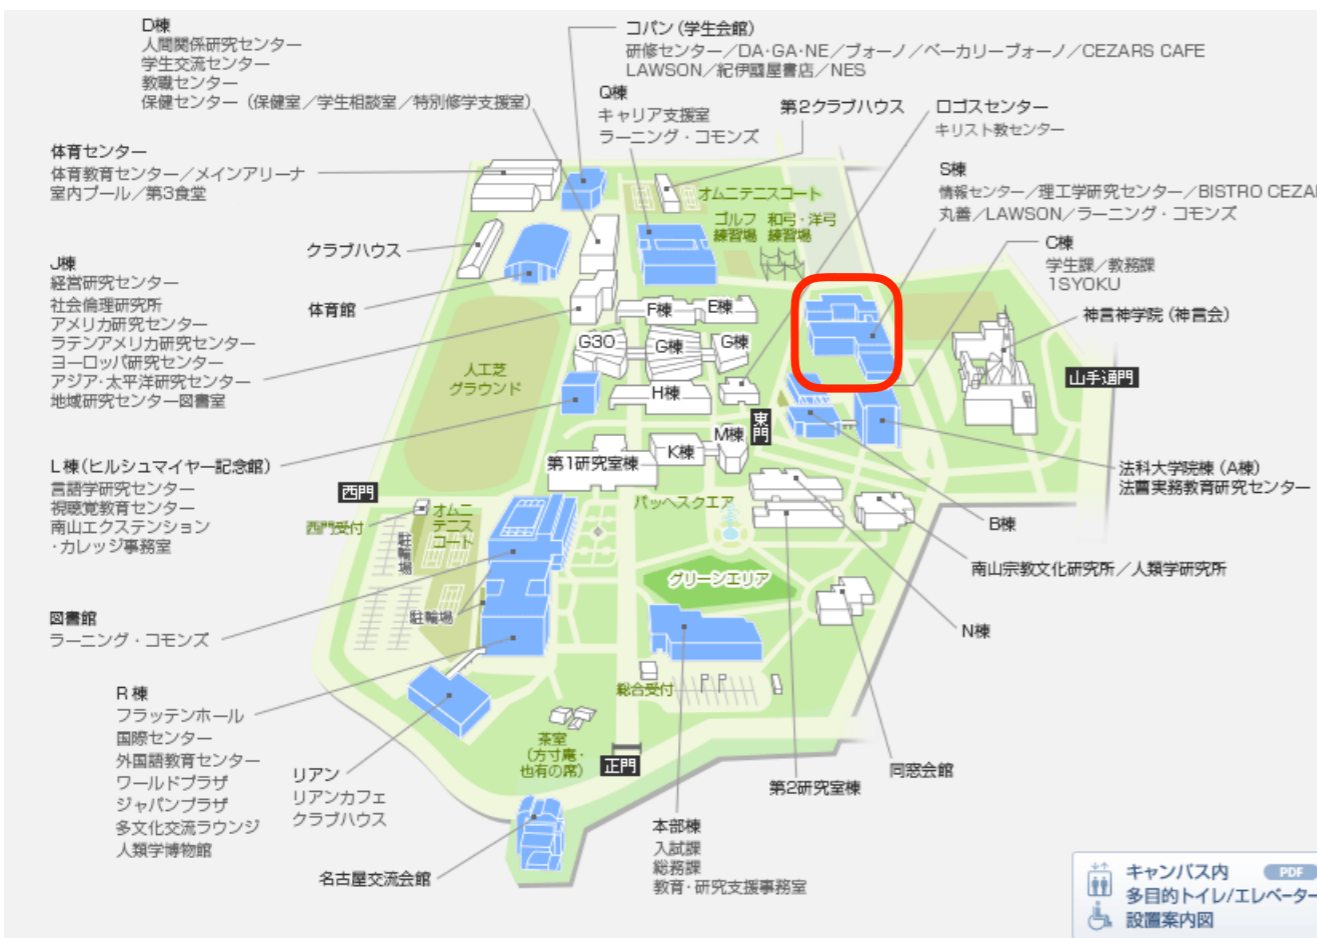 D棟
人間関係研究センター
学生交流センター
教職センター
保健センター（保健室／学生相談室／特別修学支援室）
コパン（学生会館）
研修センター／DA・GA・NE／ブォーノ／ベーカリーブォーノ／CEZARS CAFE
LAWSON／紀伊國屋書店／NES
Q棟
キャリア支援室
ラーニング・コモンズ
第2クラブハウス
ロゴスセンター
キリスト教センター
体育センター
体育教育センター／メインアリーナ
室内プール／第3食堂
S棟
情報センター／理工学研究センター／BISTRO CEZA
丸善／LAWSON／ラーニング・コモンズ
オムニテニスコート
ゴルフ練習場
和弓・洋弓練習場
クラブハウス
C棟
学生課／教務課
1SYOKU
J棟
経営研究センター
社会倫理研究所
アメリカ研究センター
ラテンアメリカ研究センター
ヨーロッパ研究センター
アジア・太平洋研究センター
地域研究センター図書室
体育館
F棟
E棟
神言神学院（神言会）
G30
G棟
G棟
人工芝
グラウンド
H棟
山手通門
東門
M棟
K棟
第1研究室棟
L棟（ヒルシュマイヤー記念館）
言語学研究センター
視聴覚教育センター
南山エクステンション
・カレッジ事務室
法科大学院棟（A棟）
法曹実務教育研究センター
西門
西門受付
オムニ
テニス
コート
駐輪場
パッヘスクエア
B棟
南山宗教文化研究所／人類学研究所
グリーンエリア
図書館
ラーニング・コモンズ
駐輪場
N棟
R棟
フラッテンホール
国際センター
外国語教育センター
ワールドプラザ
ジャパンプラザ
多文化交流ラウンジ
人類学博物館
総合受付
P P
茶室
（方寸庵・
也有の席）
正門
リアン
リアンカフェ
クラブハウス
同窓会館
第2研究室棟
本部棟
入試課
総務課
教育・研究支援事務室
名古屋交流会館
キャンパス内 PDF
多目的トイレ/エレベーター
設置案内図